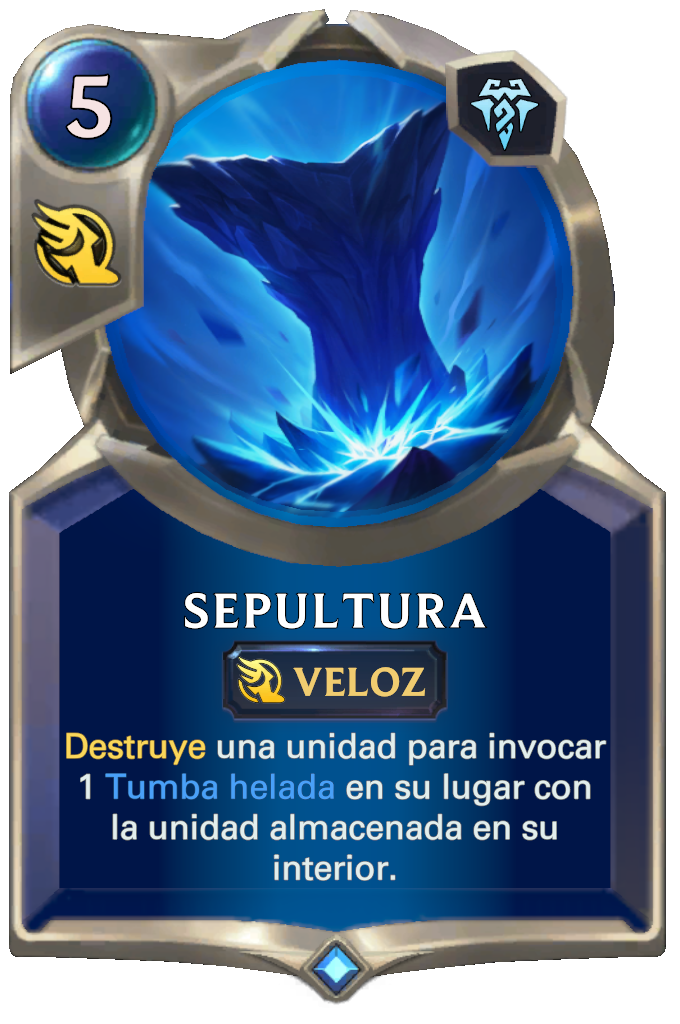 5
SEPULTURA
VELOZ
Destruye una unidad para invocar
1 Tumba helada en su lugar con
la unidad almacenada en su
interior.